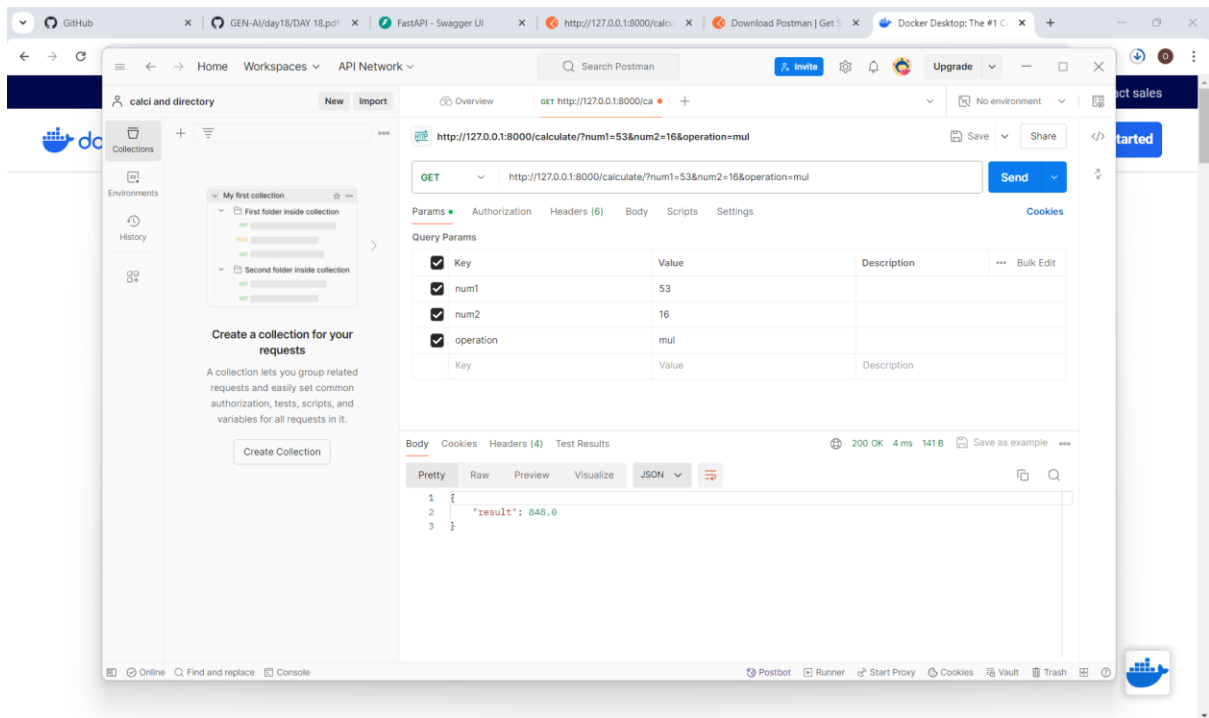 GitHub
GEN-AI/day18/DAY 18.pdf
FastAPI - Swagger UI
http://127.0.0.1:8000/calcu
Download Postman | Get S
Docker Desktop: The #1 C
Home Workspaces API Network
Search Postman
Invite
Upgrade
act sales
calci and directory
New Import
Overview
GET http://127.0.0.1:8000/ca
No environment
do
Collections
Environments
History
My first collection
First folder inside collection
GET
POST
GET
Second folder inside collection
GET
GET
Create a collection for your
requests
A collection lets you group related
requests and easily set common
authorization, tests, scripts, and
variables for all requests in it.
Create Collection
HTTP http://127.0.0.1:8000/calculate/?num1=53&num2=16&operation=mul
Save Share
tarted
GET http://127.0.0.1:8000/calculate/?num1=53&num2=16&operation=mul
Send
Params Authorization Headers (6) Body Scripts Settings
Cookies
Query Params
Key Value Description Bulk Edit
num1 53
num2 16
operation mul
Key Value Description
Body Cookies Headers (4) Test Results
200 OK 4 ms 141 B Save as example
Pretty Raw Preview Visualize JSON
1 {
2 "result": 848.0
3 }
Online Find and replace Console
Postbot Runner Start Proxy Cookies Vault Trash